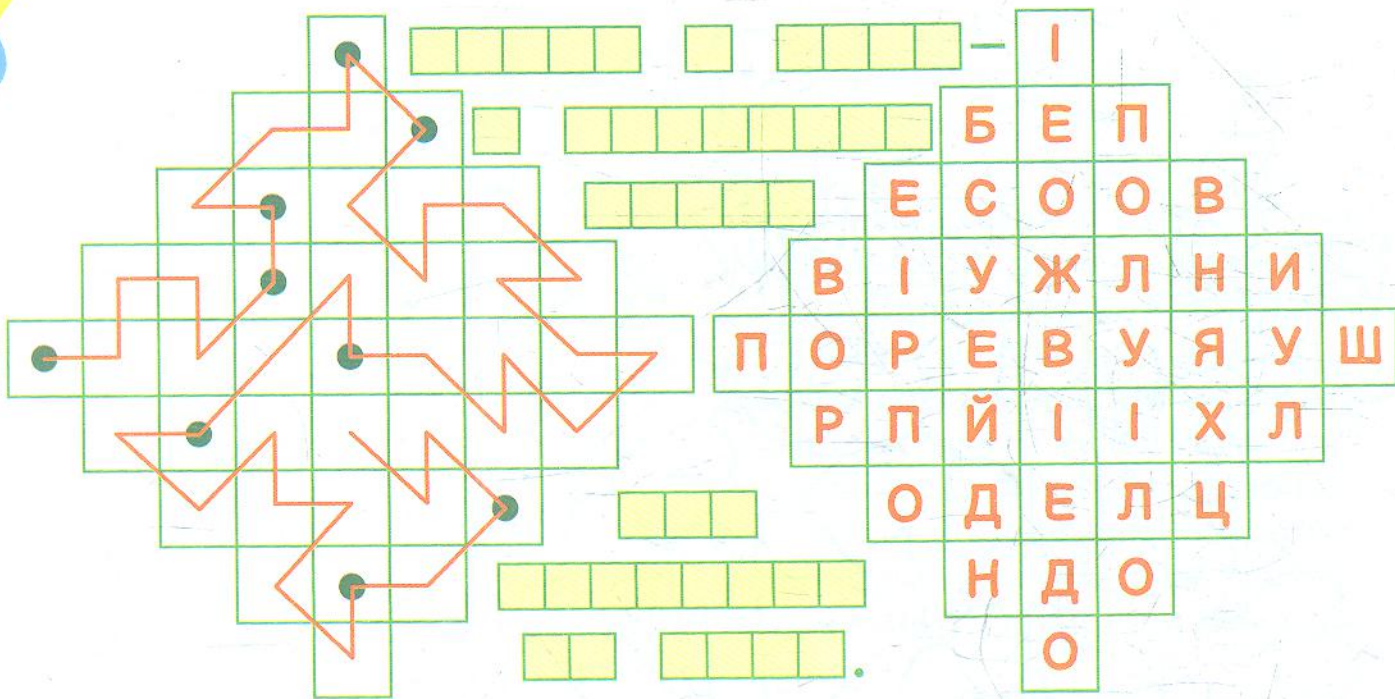 І
Б Е П
Е С О О В
В І У Ж Л Н И
П О Р Е В У Я У Ш
Р П Й І І Х Л
О Д Е Л Ц
Н Д О
О